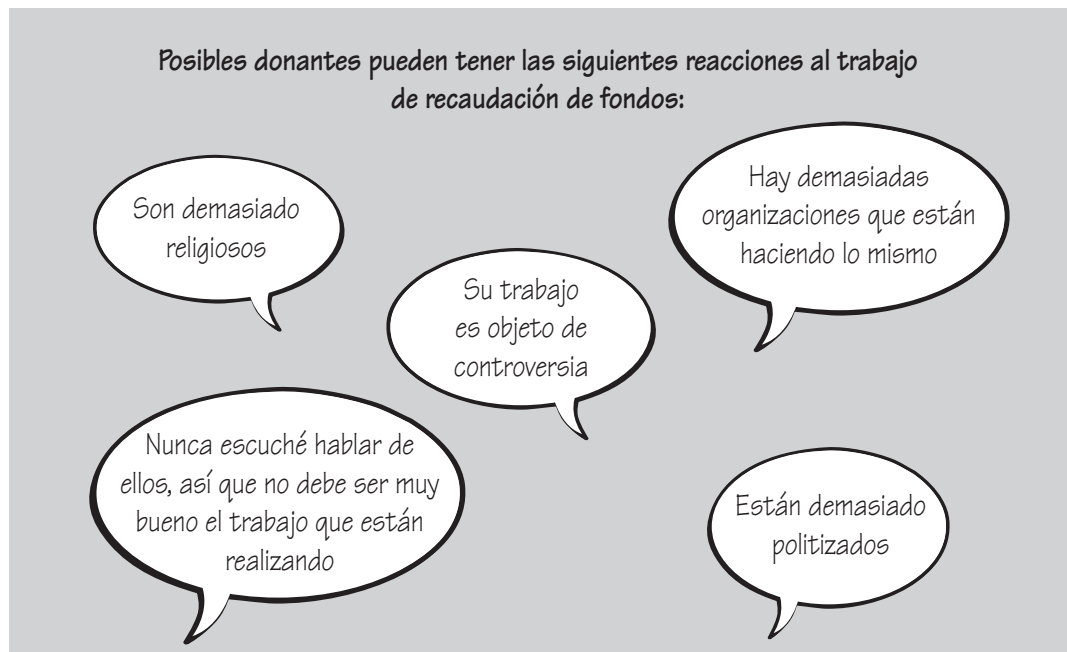 Posibles donantes pueden tener las siguientes reacciones al trabajo
de recaudación de fondos:
Son demasiado
religiosos
Hay demasiadas
organizaciones que están
haciendo lo mismo
Su trabajo
es objeto de
controversia
Nunca escuché hablar de
ellos, así que no debe ser muy
bueno el trabajo que están
realizando
Están demasiado
politizados